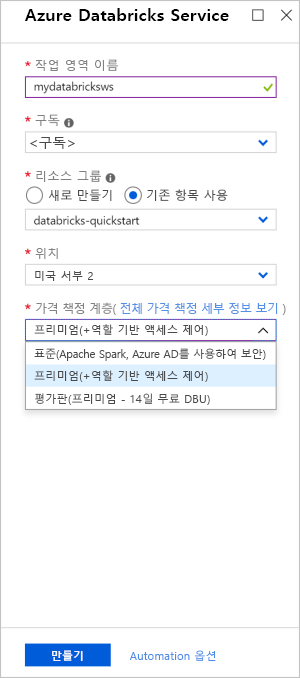 Azure Databricks Service
* 작업 영역 이름
mydatabricksws
* 구독
<구독>
* 리소스 그룹
새로 만들기 기존 항목 사용
databricks-quickstart
* 위치
미국 서부 2
* 가격 책정 계층( 전체 가격 책정 세부 정보 보기 )
프리미엄(+역할 기반 액세스 제어)
표준(Apache Spark, Azure AD를 사용하여 보안)
프리미엄(+역할 기반 액세스 제어)
평가판(프리미엄 - 14일 무료 DBU)
만들기 Automation 옵션